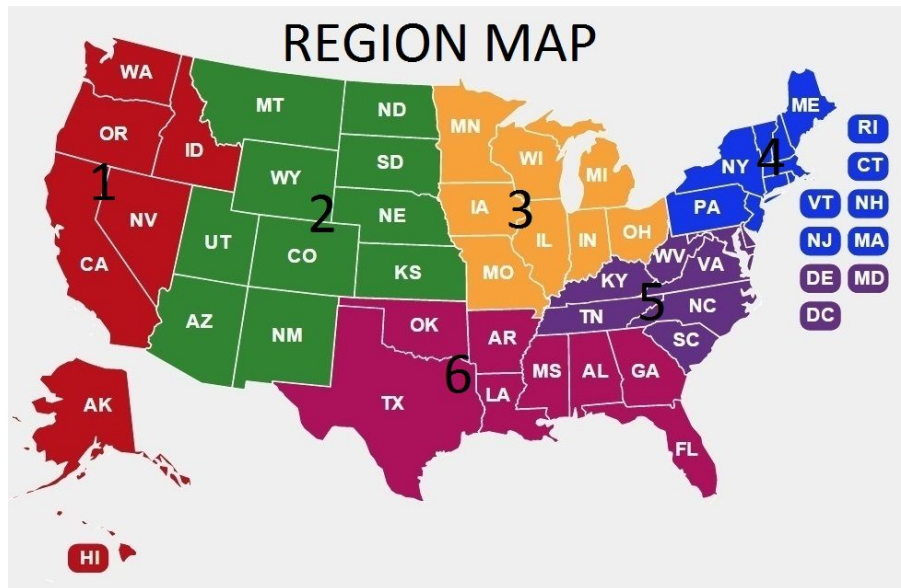 REGION MAP
WA
MT
ND
MN
ME
RI
OR
ID
SD
WI
MI
NY
4
CT
1
WY
2
NE
IA
3
PA
VT
NH
NV
UT
CO
IL
IN
OH
WV
VA
NJ
MA
CA
KS
MO
KY
5
DE
MD
AZ
NM
OK
AR
TN
NC
DC
SC
6
MS
AL
GA
TX
LA
AK
FL
HI